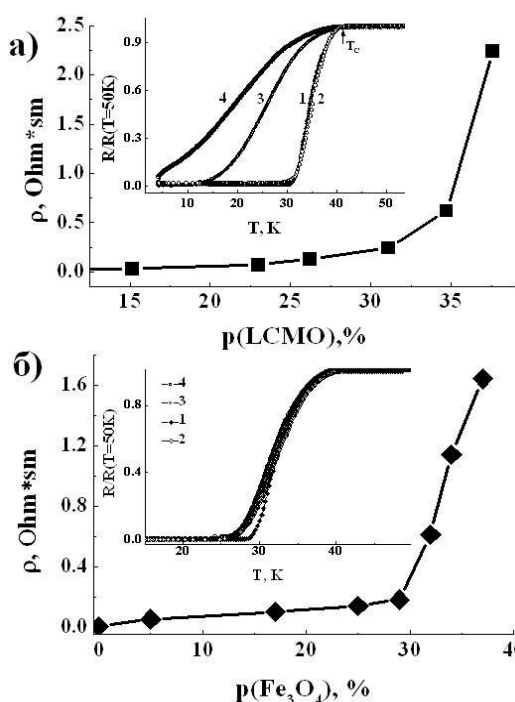 а)
ρ, Ohm*sm
2.5
2.0
1.5
1.0
0.5
0.0
15 20 25 30 35
p(LCMO),%
R/R(T=50K)
0.9
0.6
0.3
0.0
4 3 1 2
Tc
10 20 30 40 50
T, K
б)
ρ, Ohm*sm
1.6
1.2
0.8
0.4
0.0
0 10 20 30 40
p(Fe₃O₄), %
R/R(T=50K)
0.8
0.4
0.0
4
3
1
2
20 30 40
T, K